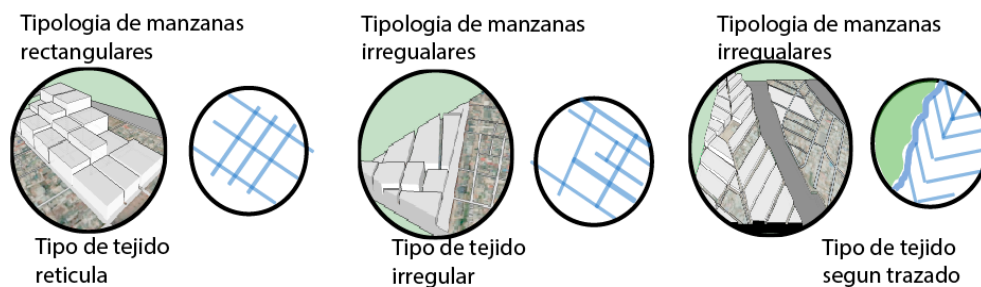 Tipologia de manzanas
rectangulares
Tipologia de manzanas
irregualares
Tipologia de manzanas
irregualares
Tipo de tejido
reticula
Tipo de tejido
irregular
Tipo de tejido
segun trazado